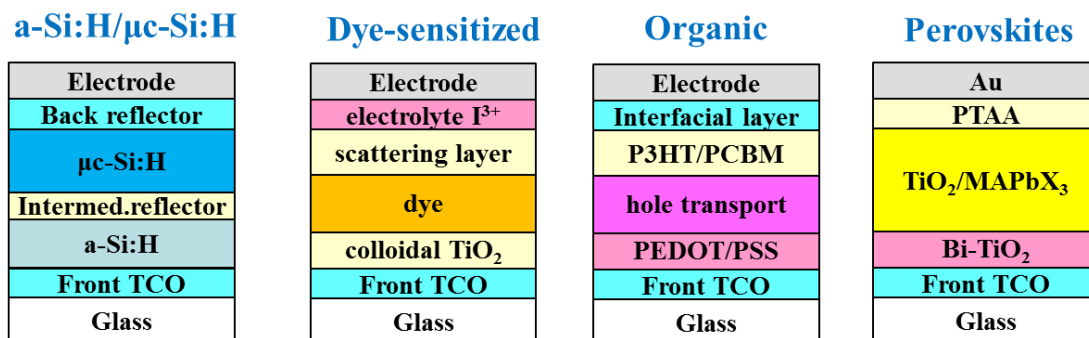 a-Si:H/μc-Si:H
Electrode
Back reflector
μc-Si:H
Intermed.reflector
a-Si:H
Front TCO
Glass
Dye-sensitized
Electrode
electrolyte I³⁺
scattering layer
dye
colloidal TiO₂
Front TCO
Glass
Organic
Electrode
Interfacial layer
P3HT/PCBM
hole transport
PEDOT/PSS
Front TCO
Glass
Perovskites
Au
PTAA
TiO₂/MAPbX₃
Bi-TiO₂
Front TCO
Glass